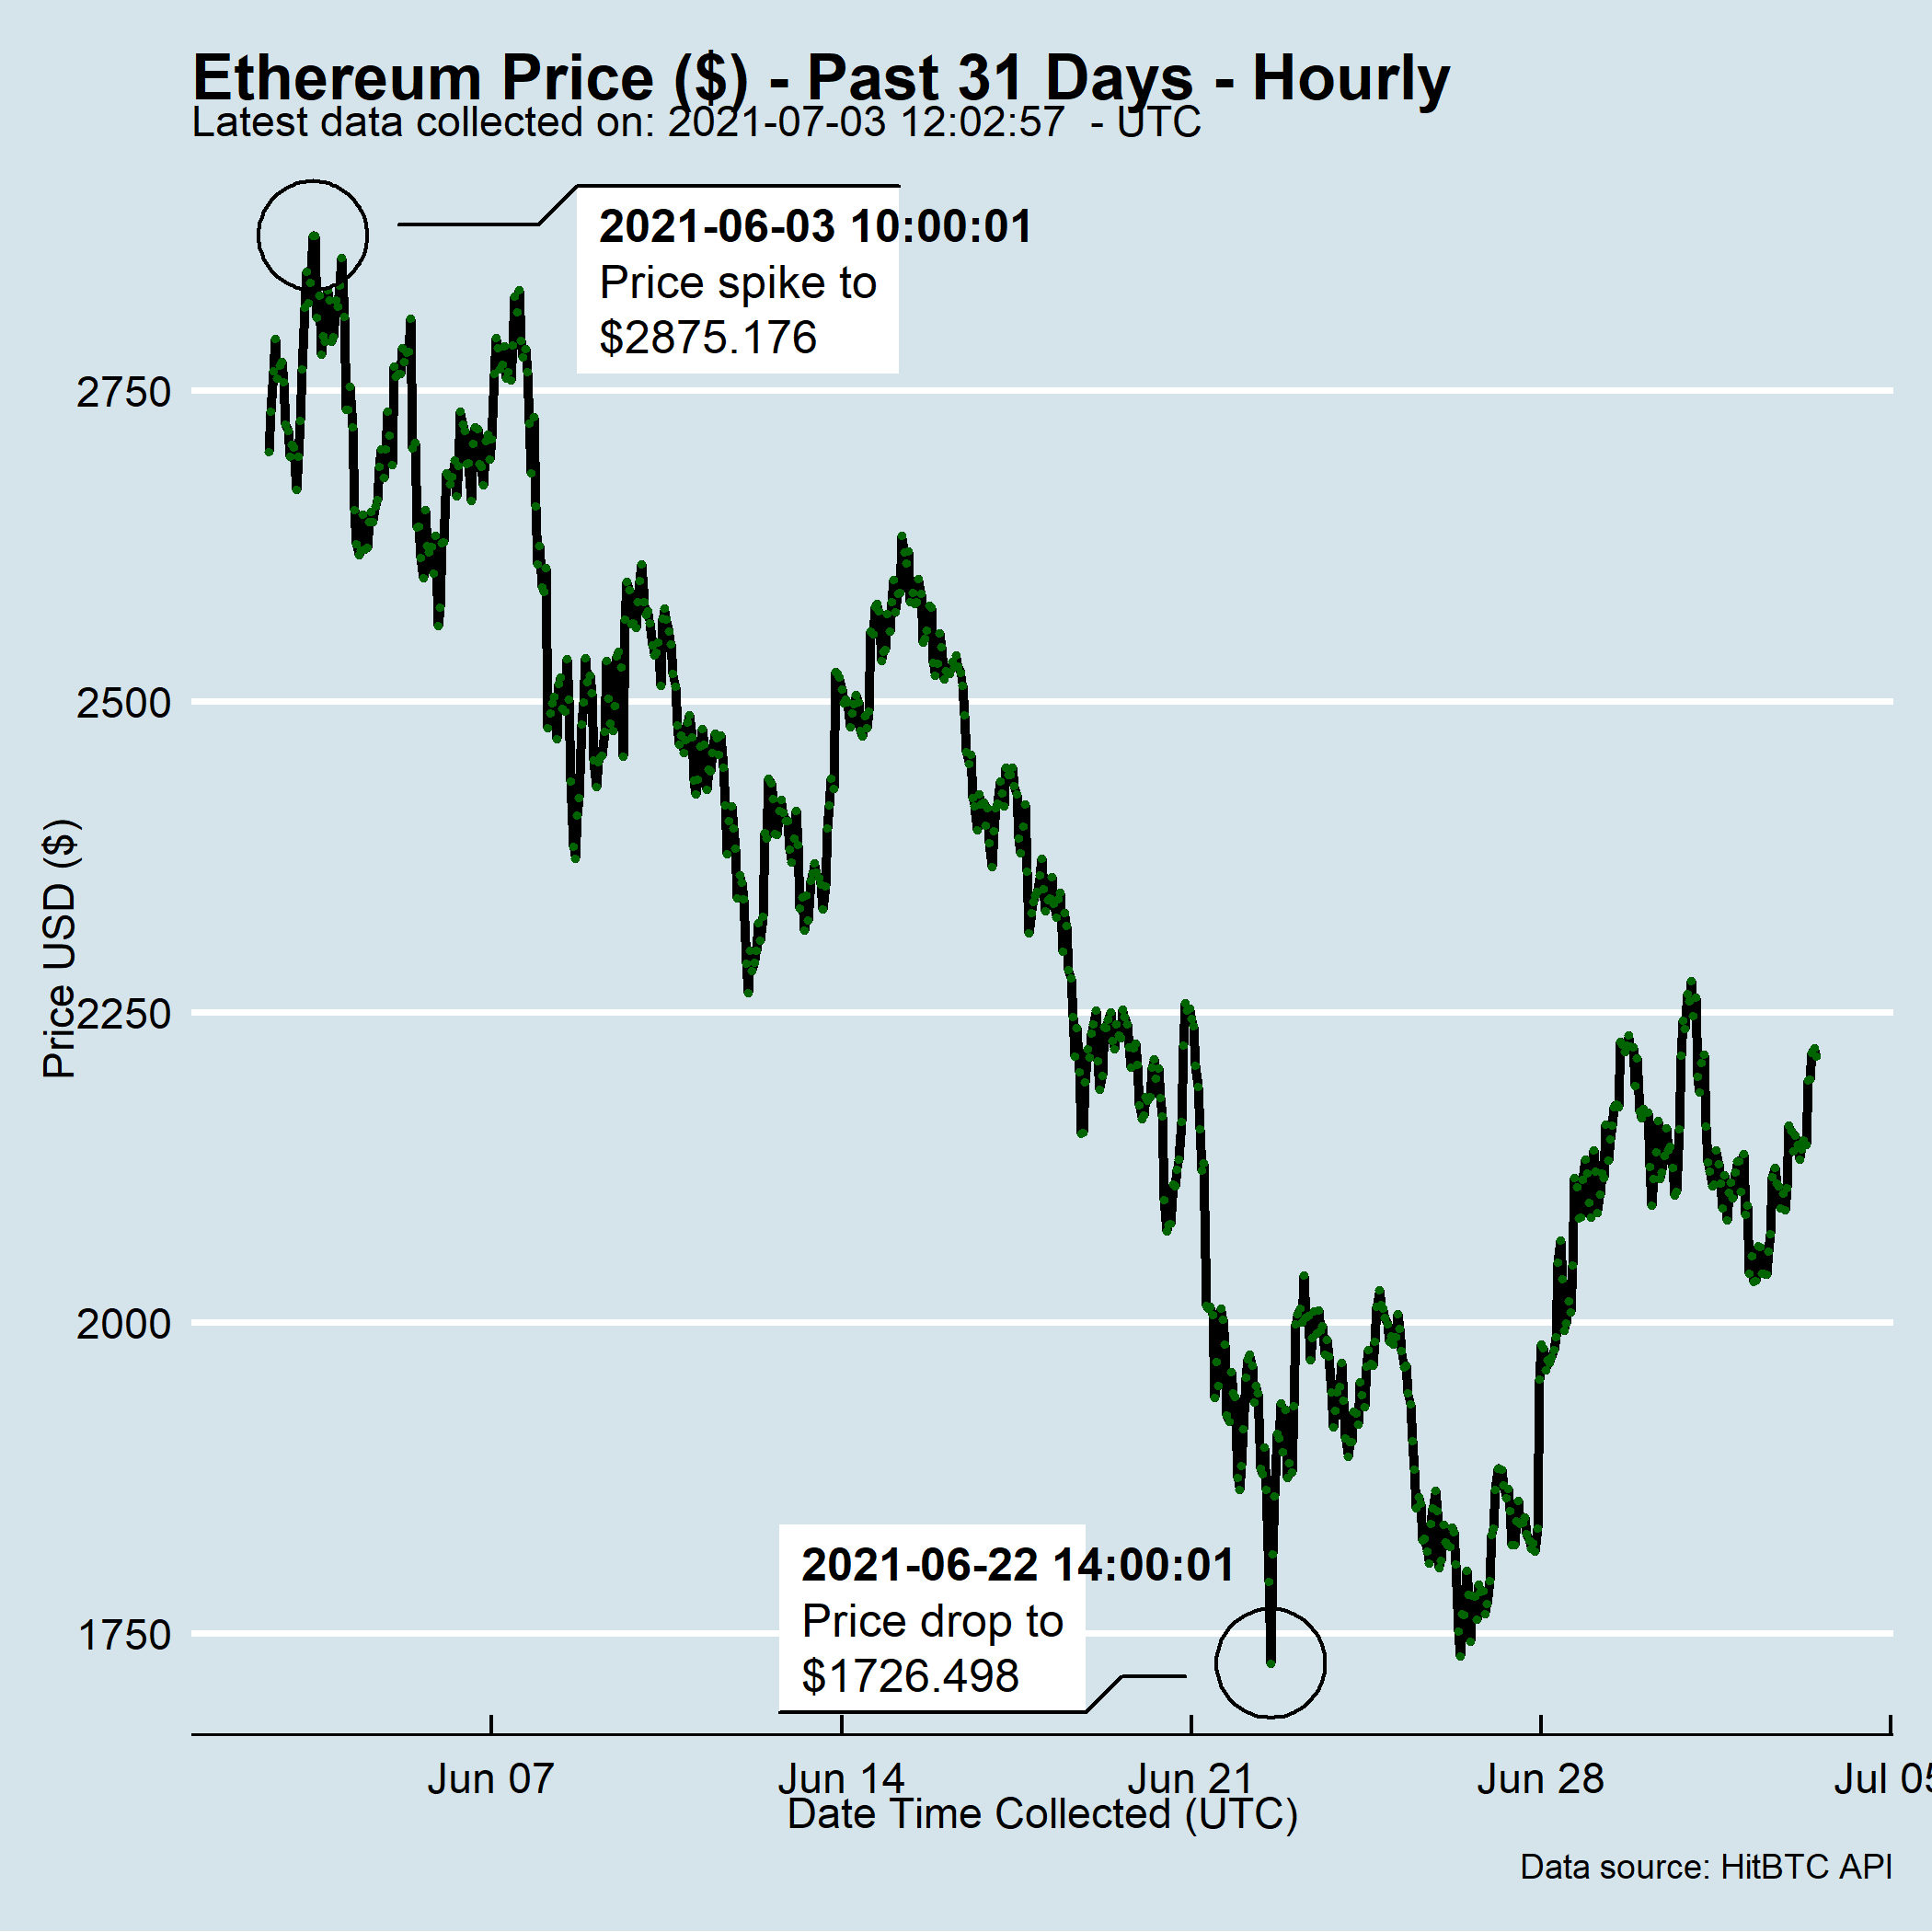 Ethereum Price ($) - Past 31 Days - Hourly
Latest data collected on: 2021-07-03 12:02:57  - UTC
2021-06-03 10:00:01
Price spike to
$2875.176
2750
2500
2250
2000
1750
Price USD ($)
2021-06-22 14:00:01
Price drop to
$1726.498
Jun 07
Jun 14
Jun 21
Jun 28
Jul 05
Date Time Collected (UTC)
Data source: HitBTC API